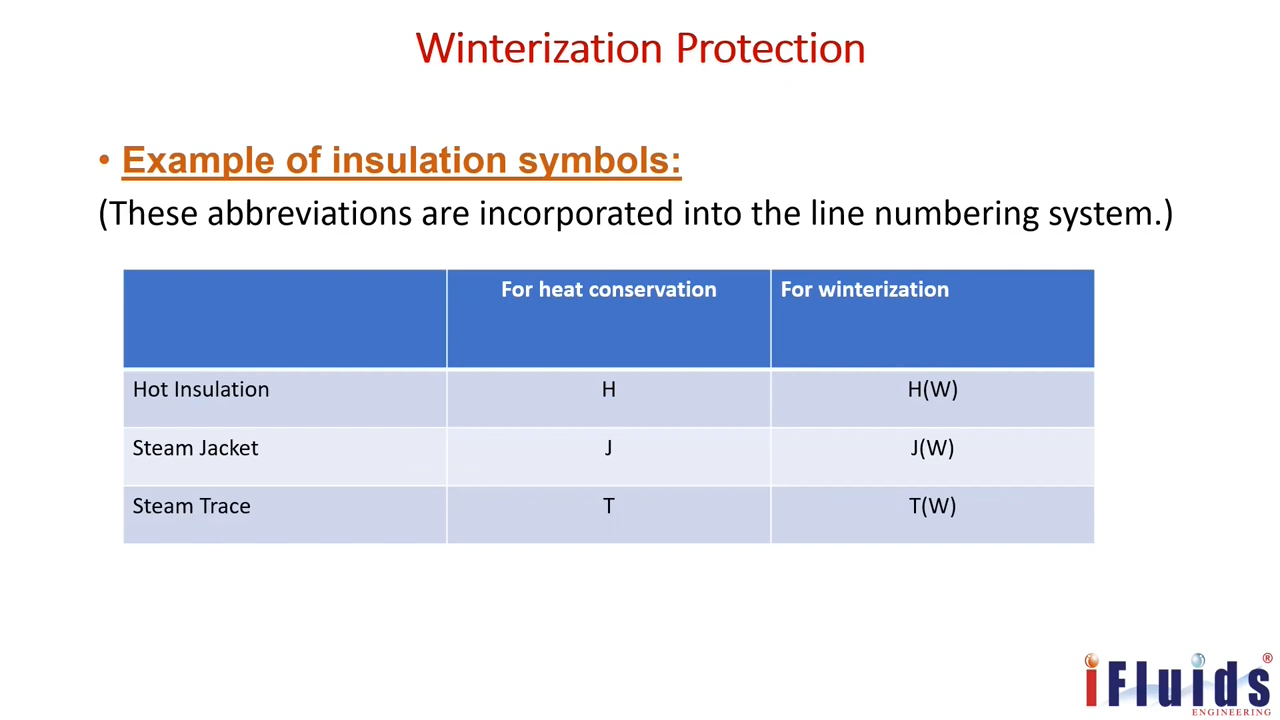 Winterization Protection
• Example of insulation symbols:
(These abbreviations are incorporated into the line numbering system.)
For heat conservation For winterization
Hot Insulation H H(W)
Steam Jacket J J(W)
Steam Trace T T(W)
iFluids®
ENGINEERING